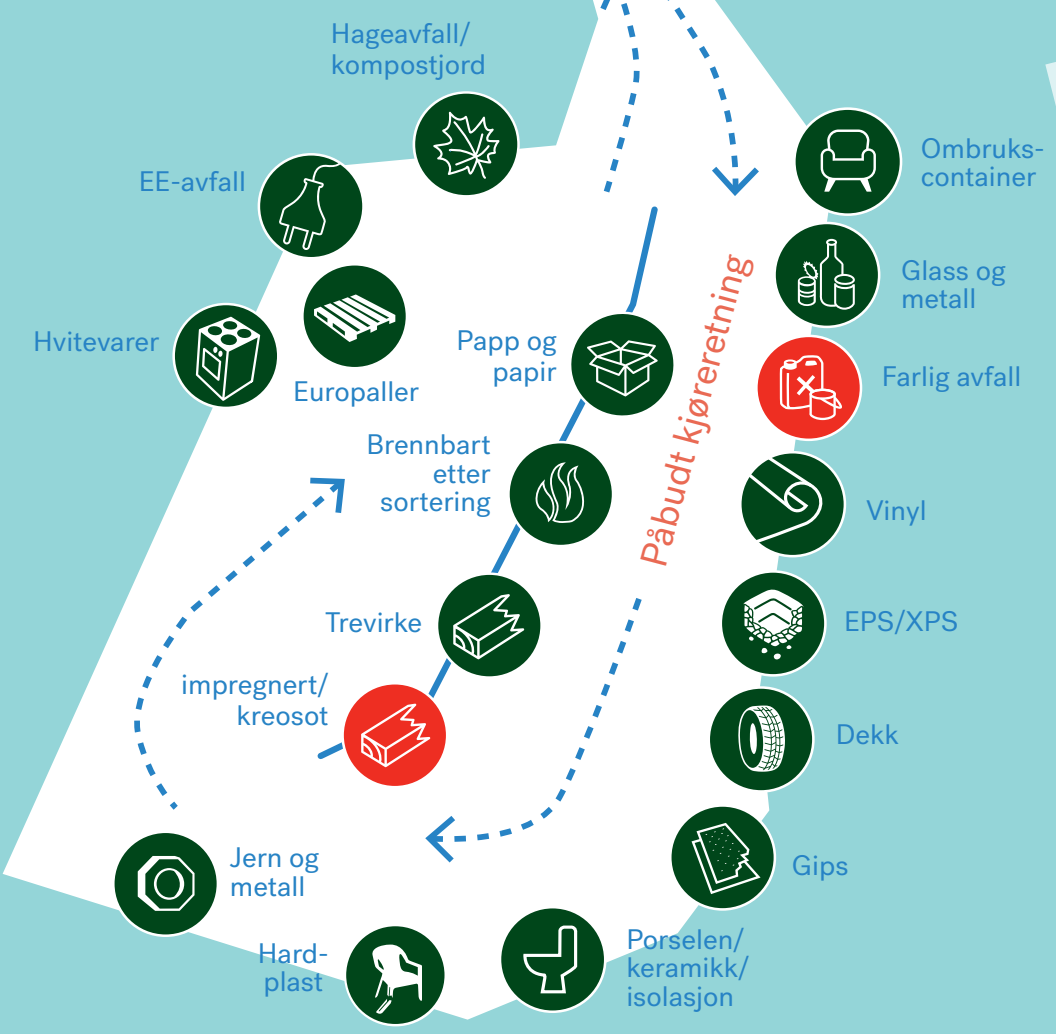 Hageavfall/
kompostjord
EE-avfall
Hvitevarer
Europaller
Papp og
papir
Brennbart
etter
sortering
Trevirke
impregnert/
kreosot
Påbudt kjøreretning
Ombruks-
container
Glass og
metall
Farlig avfall
Vinyl
EPS/XPS
Dekk
Gips
Porselen/
keramikk/
isolasjon
Hard-
plast
Jern og
metall